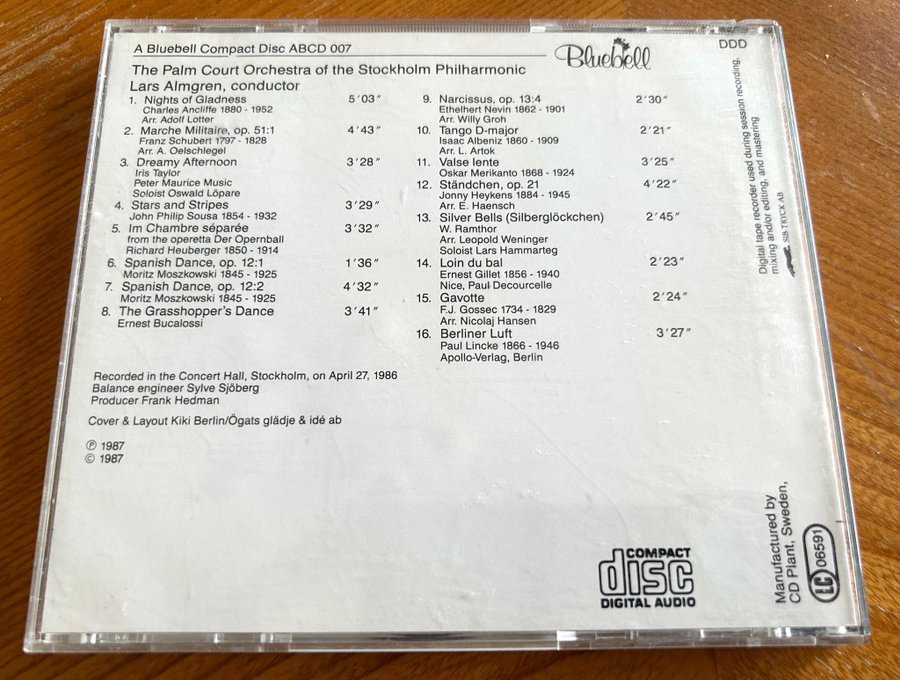 A Bluebell Compact Disc ABCD 007
Bluebell
DDD
The Palm Court Orchestra of the Stockholm Philharmonic
Lars Almgren, conductor
1. Nights of Gladness 5'03"
Charles Ancliffe 1880 - 1952
Arr. Adolf Lotter
2. Marche Militaire, op. 51:1 4'43"
Franz Schubert 1797 - 1828
Arr. A. Oelschlegel
3. Dreamy Afternoon 3'28"
Iris Taylor
Peter Maurice Music
Soloist Oswald Löpare
4. Stars and Stripes 3'29"
John Philip Sousa 1854 - 1932
5. Im Chambre séparée 3'32"
from the operetta Der Opernball
Richard Heuberger 1850 - 1914
6. Spanish Dance, op. 12:1 1'36"
Moritz Moszkowski 1845 - 1925
7. Spanish Dance, op. 12:2 4'32"
Moritz Moszkowski 1845 - 1925
8. The Grasshopper's Dance 3'41"
Ernest Bucalossi
9. Narcissus, op. 13:4 2'30"
Ethelhert Nevin 1862 - 1901
Arr. Willy Groh
10. Tango D-major 2'21"
Isaac Albeniz 1860 - 1909
Arr. L. Artok
11. Valse lente 3'25"
Oskar Merikanto 1868 - 1924
12. Ständchen, op. 21 4'22"
Jonny Heykens 1884 - 1945
Arr. E. Haensch
13. Silver Bells (Silberglöckchen) 2'45"
W. Ramthor
Arr. Leopold Weninger
Soloist Lars Hammarteg
14. Loin du bal 2'23"
Ernest Gillet 1856 - 1940
Nice, Paul Decourcelle
15. Gavotte 2'24"
F.J. Gossec 1734 - 1829
Arr. Nicolaj Hansen
16. Berliner Luft 3'27"
Paul Lincke 1866 - 1946
Apollo-Verlag, Berlin
Recorded in the Concert Hall, Stockholm, on April 27, 1986
Balance engineer Sylve Sjöberg
Producer Frank Hedman
Cover & Layout Kiki Berlin/Ögats glädje & idé ab
℗ 1987
© 1987
Digital tape recorder used during session recording,
mixing and/or editing, and mastering
SIB-TRYCK AB
COMPACT
disc
DIGITAL AUDIO
Manufactured by
CD Plant, Sweden,
LC 06591